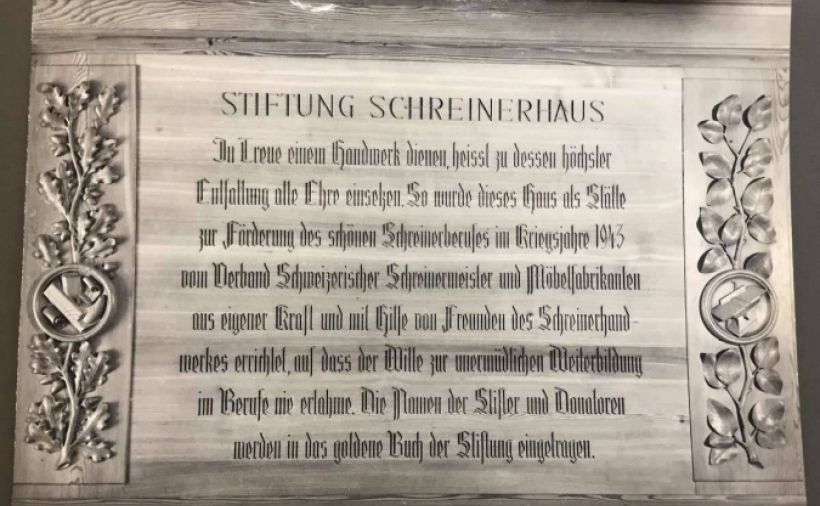 STIFTUNG SCHREINERHAUS
In Treue einem Handwerk dienen, heisst zu dessen höchster
Entfaltung alle Ehre einsetzen. So wurde dieses Haus als Stätte
zur Förderung des schönen Schreinerberufes im Kriegsjahre 1943
vom Verband Schweizerischer Schreinermeister und Möbelfabrikanten
aus eigener Kraft und mit Hilfe von Freunden des Schreinerhand-
werkes errichtet, auf dass der Wille zur unermüdlichen Weiterbildung
im Berufe nie erlahme. Die Namen der Stifter und Donatoren
werden in das goldene Buch der Stiftung eingetragen.